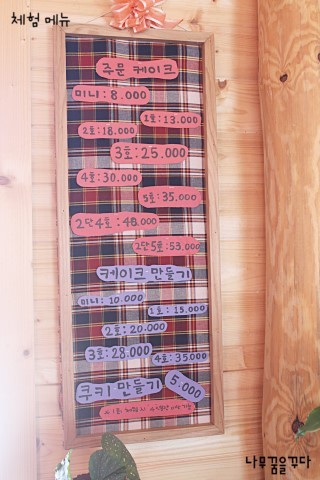 체험 메뉴
주문 케이크
미니 : 8.000
1호 : 13.000
2호 : 18.000
3호 : 25.000
4호 : 30.000
5호 : 35.000
2단4호 : 48.000
2단5호 : 53.000
케이크 만들기
미니 : 10.000
1호 : 15.000
2호 : 20.000
3호 : 28.000
4호 : 35.000
쿠키 만들기 5.000
나무꿈을꾸다